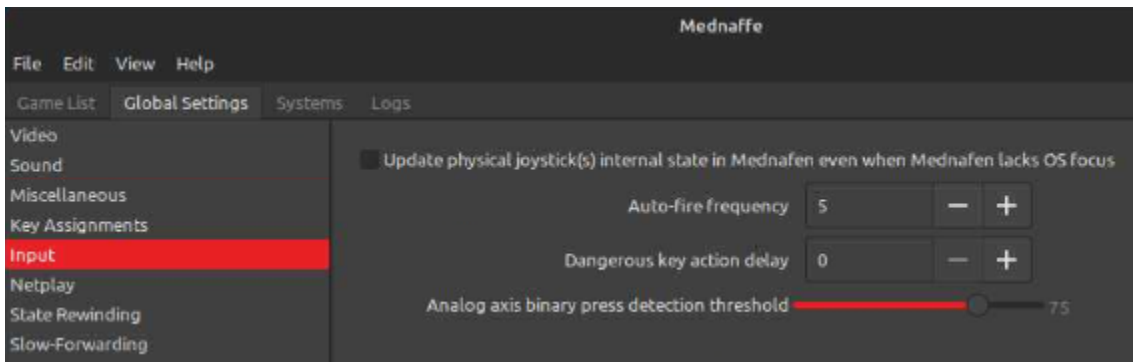 Mednaffe
File Edit View Help
Game List Global Settings Systems Logs
Video
Sound
Miscellaneous
Key Assignments
Input
Netplay
State Rewinding
Slow-Forwarding
Update physical joystick(s) internal state in Mednafen even when Mednafen lacks OS focus
Auto-fire frequency 5 − +
Dangerous key action delay 0 − +
Analog axis binary press detection threshold 75